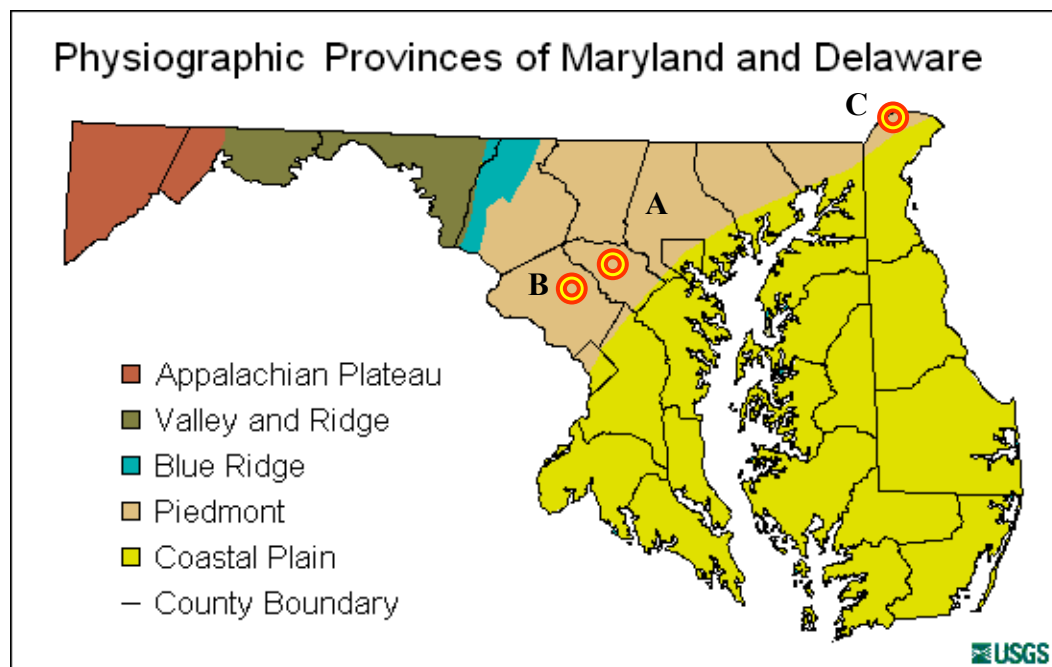 Physiographic Provinces of Maryland and Delaware
C
A
B
Appalachian Plateau
Valley and Ridge
Blue Ridge
Piedmont
Coastal Plain
County Boundary
USGS